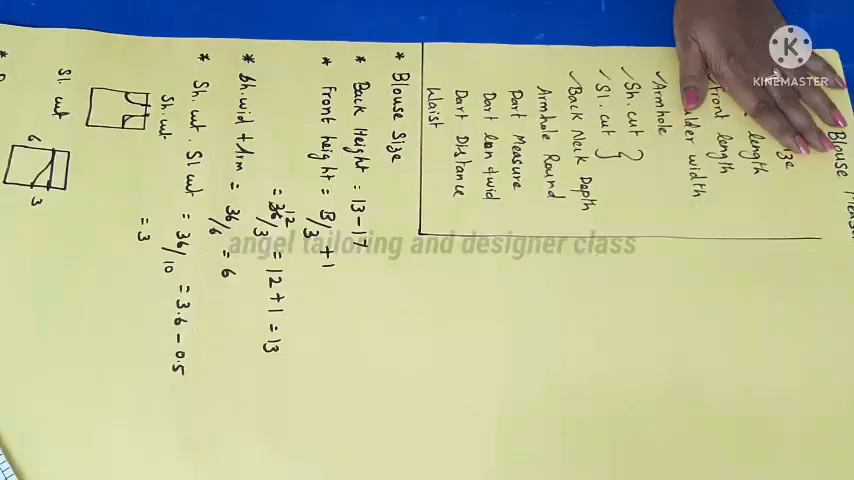 Blouse
length
✓Front length
width
✓Armhole
✓Sh. cut }
✓Sl. cut }
✓Back Neck Depth
Armhole Round
Dart Measure
Dart len & wid
Dart Distance
Waist
* Blouse Size
* Back Height = 13-17
* Front height = B/3 + 1
= 36/3 = 12 + 1 = 13
12
* Sh. wid + Arm = 36/6 = 6
* Sh. cut . Sl cut = 36/10 = 3.6 - 0.5
= 3
Sh. cut
Sl. cut
6
3
*
angel tailoring and designer class
K
KINEMASTER